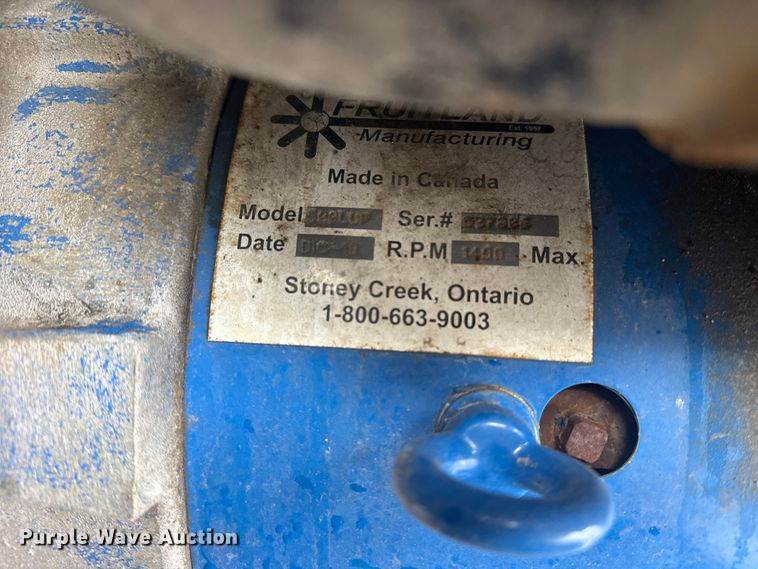 FRUITLAND
Est. 1957
Manufacturing
Made in Canada
Model Ser.#
Date R.P.M 1400 Max.
Stoney Creek, Ontario
1-800-663-9003
Purple Wave Auction